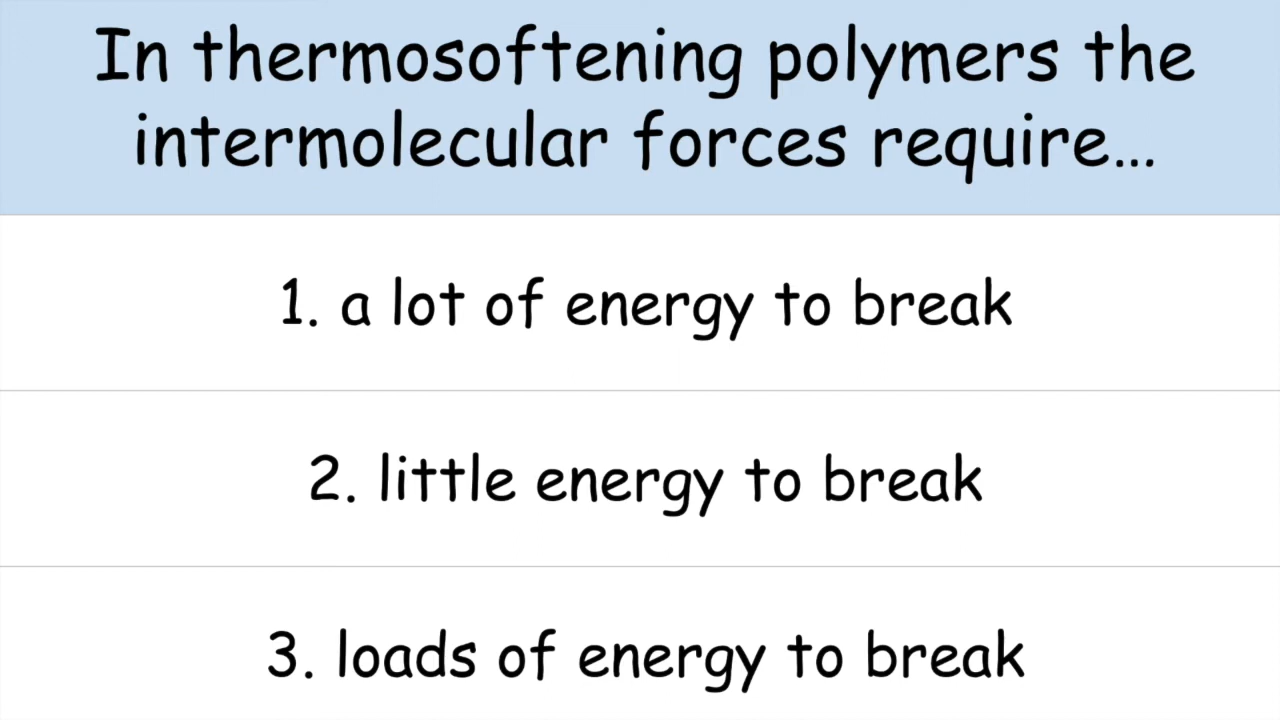 In thermosoftening polymers the
intermolecular forces require...
1. a lot of energy to break
2. little energy to break
3. loads of energy to break